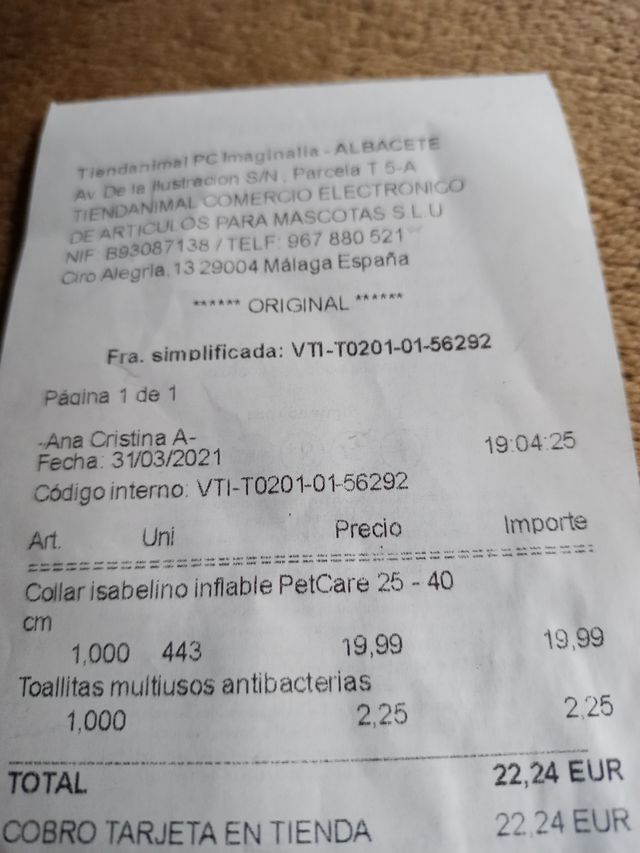 Tiendanimal PC Imaginalia - ALBACETE
Av. De la Ilustracion S/N , Parcela T 5-A
TIENDANIMAL COMERCIO ELECTRONICO
DE ARTICULOS PARA MASCOTAS S.L.U
NIF: B93087138 / TELF: 967 880 521
Ciro Alegria, 13 29004 Málaga España
****** ORIGINAL ******
Fra. simplificada: VTI-T0201-01-56292
Página 1 de 1
-Ana Cristina A-
Fecha: 31/03/2021 19:04:25
Código interno: VTI-T0201-01-56292
Art. Uni Precio Importe
Collar isabelino inflable PetCare 25 - 40
cm
1,000 443 19,99 19,99
Toallitas multiusos antibacterias
1,000 2,25 2,25
TOTAL 22,24 EUR
COBRO TARJETA EN TIENDA 22,24 EUR